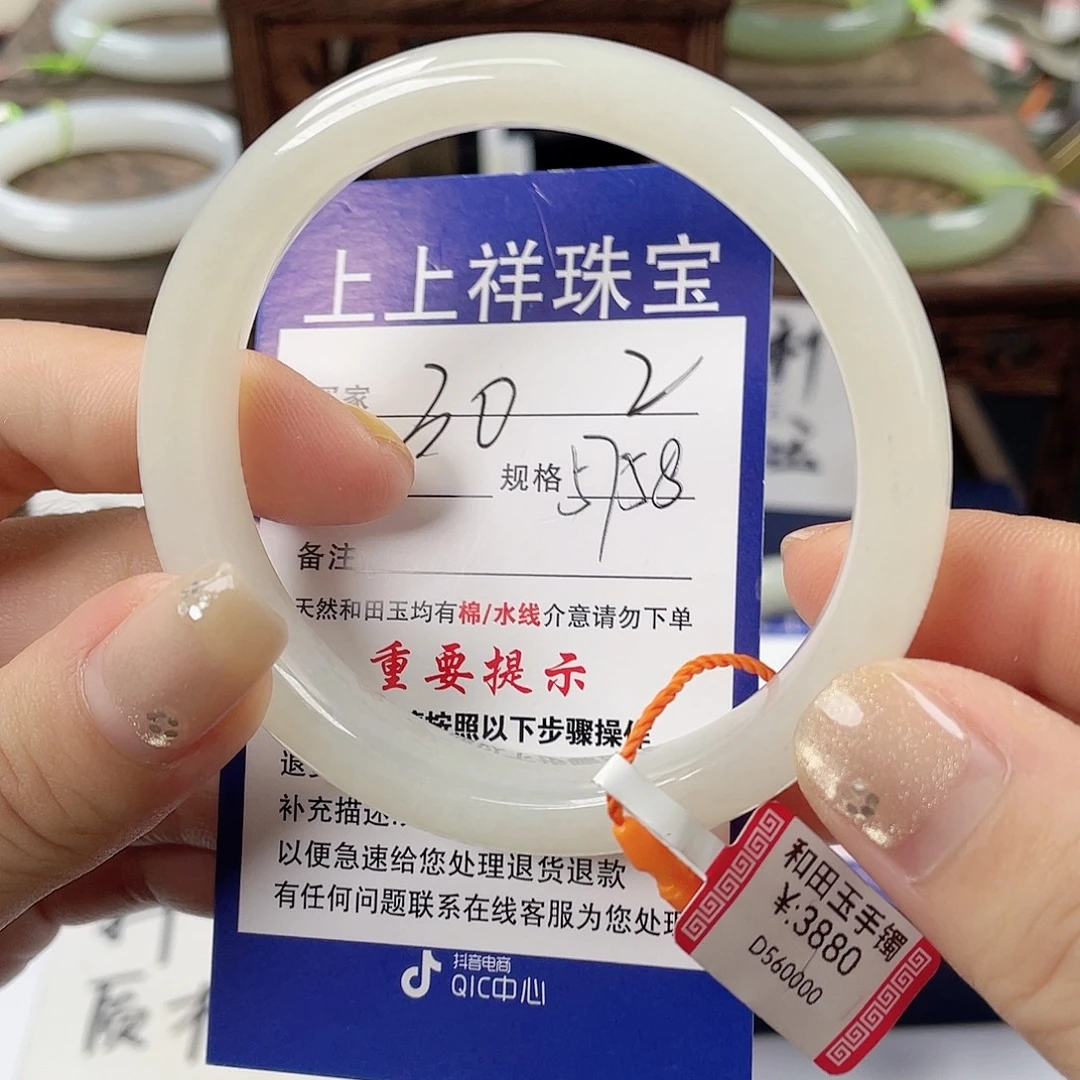 上上祥珠宝
买家 30 2
规格 5758
备注
天然和田玉均有棉/水线介意请勿下单
重要提示
按照以下步骤操作
退
补充描述
以便急速给您处理退货退款
有任何问题联系在线客服为您处理
抖音电商
QIC中心
和田玉手镯
¥:3880
D560000